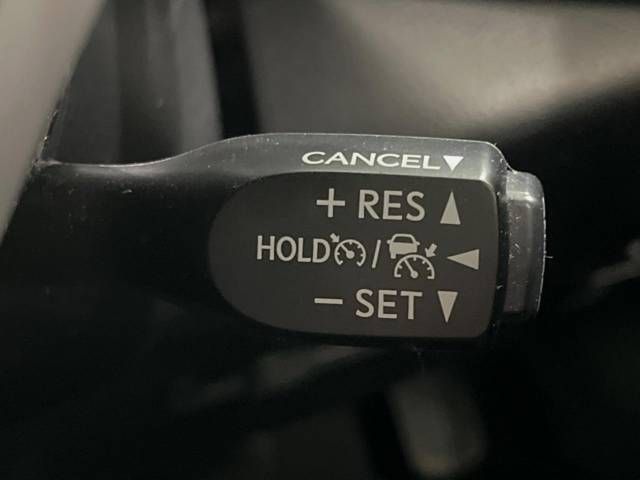 CANCEL▼
+ RES ▲
HOLD / ◀
− SET ▼